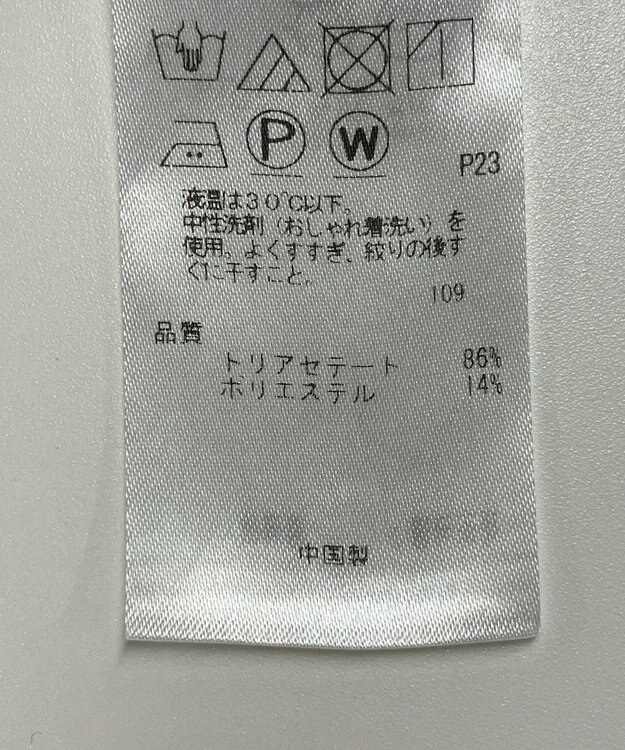 P
W
P23
液温は30℃以下。
中性洗剤（おしゃれ着洗い）を
使用。よくすすぎ、絞りの後す
ぐに干すこと。
109
品質
トリアセテート 86%
ポリエステル 14%
中国製